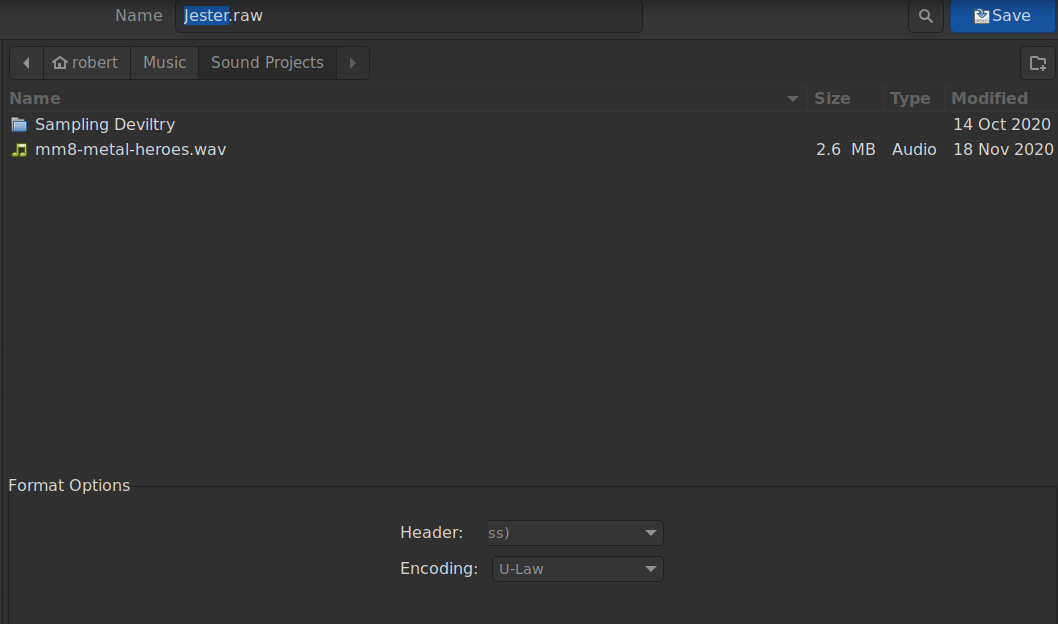 Name Jester.raw Save
robert Music Sound Projects
Name Size Type Modified
Sampling Deviltry 14 Oct 2020
mm8-metal-heroes.wav 2.6 MB Audio 18 Nov 2020
Format Options
Header: ss)
Encoding: U-Law